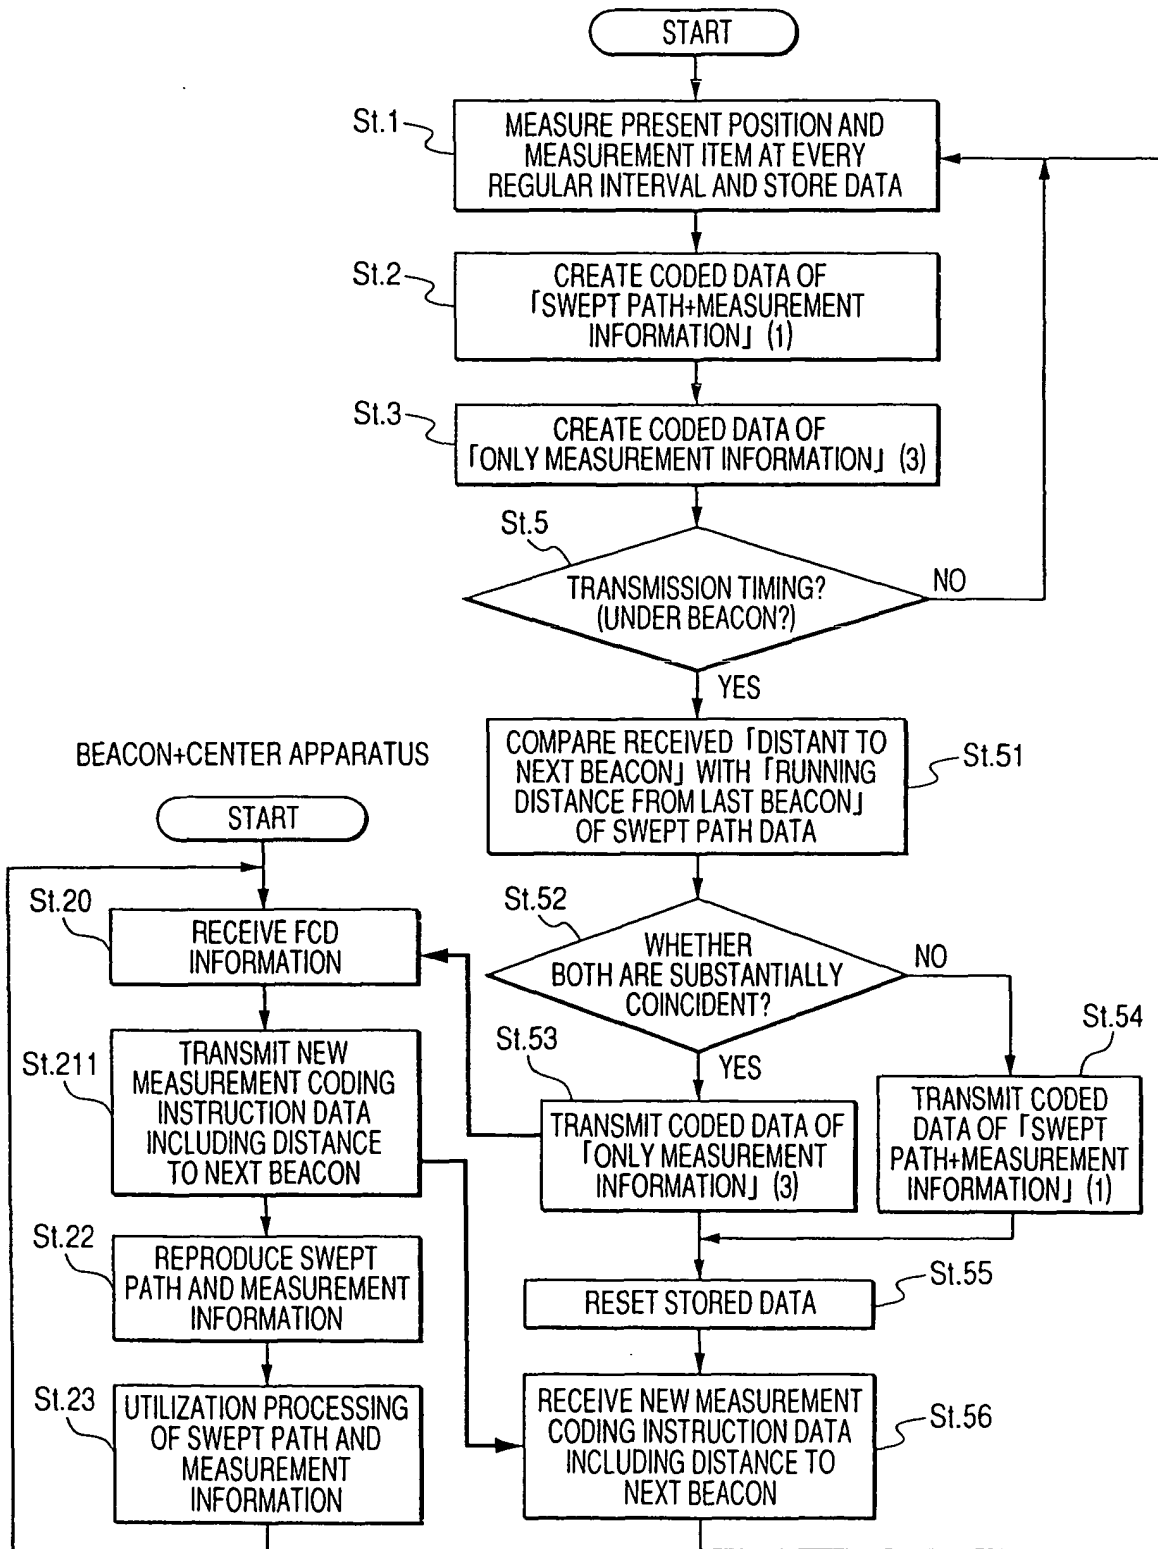 START
St.1
MEASURE PRESENT POSITION AND
MEASUREMENT ITEM AT EVERY
REGULAR INTERVAL AND STORE DATA
St.2
CREATE CODED DATA OF
「SWEPT PATH+MEASUREMENT
INFORMATION」 (1)
St.3
CREATE CODED DATA OF
「ONLY MEASUREMENT INFORMATION」 (3)
St.5
TRANSMISSION TIMING?
(UNDER BEACON?)
NO
YES
COMPARE RECEIVED 「DISTANT TO
NEXT BEACON」 WITH 「RUNNING
DISTANCE FROM LAST BEACON」
OF SWEPT PATH DATA
St.51
St.52
WHETHER
BOTH ARE SUBSTANTIALLY
COINCIDENT?
NO
YES
St.53
TRANSMIT CODED DATA OF
「ONLY MEASUREMENT
INFORMATION」 (3)
St.54
TRANSMIT CODED
DATA OF 「SWEPT
PATH+MEASUREMENT
INFORMATION」 (1)
RESET STORED DATA
St.55
RECEIVE NEW MEASUREMENT
CODING INSTRUCTION DATA
INCLUDING DISTANCE TO
NEXT BEACON
St.56
BEACON+CENTER APPARATUS
START
St.20
RECEIVE FCD
INFORMATION
St.211
TRANSMIT NEW
MEASUREMENT CODING
INSTRUCTION DATA
INCLUDING DISTANCE
TO NEXT BEACON
St.22
REPRODUCE SWEPT
PATH AND MEASUREMENT
INFORMATION
St.23
UTILIZATION PROCESSING
OF SWEPT PATH AND
MEASUREMENT
INFORMATION